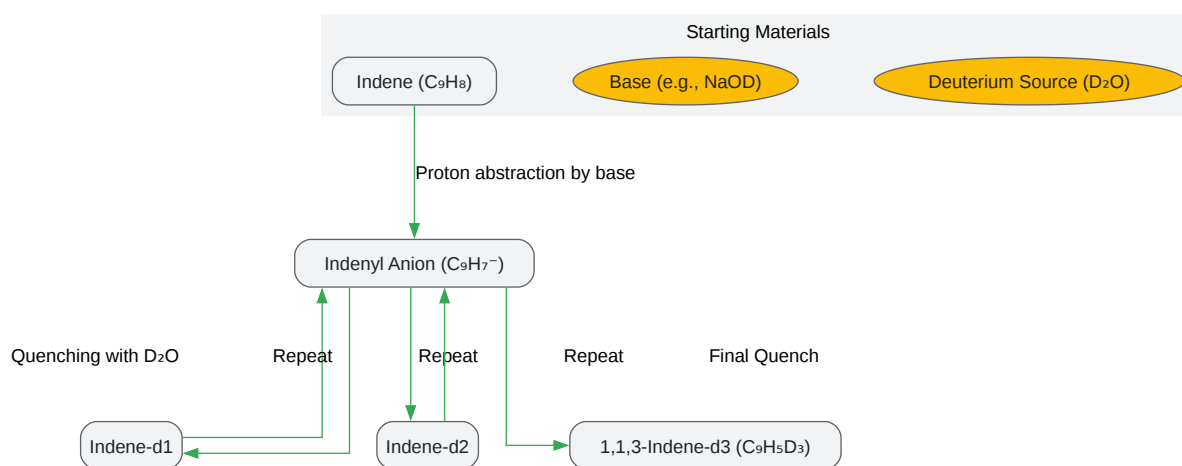 Starting Materials
Indene (C₉H₈)
Base (e.g., NaOD)
Deuterium Source (D₂O)
Proton abstraction by base
Indenyl Anion (C₉H₇⁻)
Quenching with D₂O
Repeat
Repeat
Repeat
Final Quench
Indene-d1
Indene-d2
1,1,3-Indene-d3 (C₉H₅D₃)